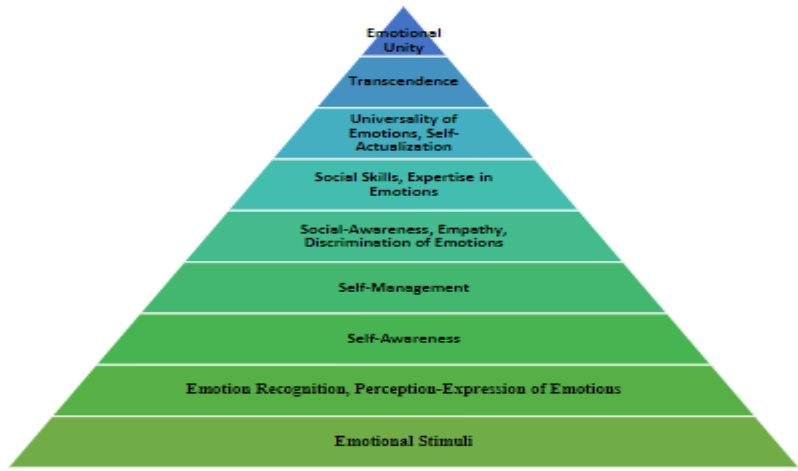 Emotional
Unity
Transcendence
Universality of
Emotions, Self-
Actualization
Social Skills, Expertise in
Emotions
Social-Awareness, Empathy,
Discrimination of Emotions
Self-Management
Self-Awareness
Emotion Recognition, Perception-Expression of Emotions
Emotional Stimuli